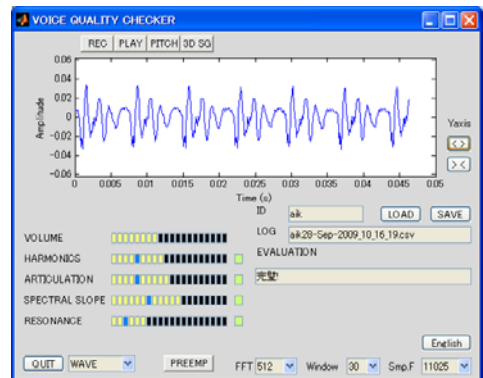 VOICE QUALITY CHECKER
REC PLAY PITCH 3D SG
0.06
0.04
0.02
0
-0.02
-0.04
-0.06
Amplitude
0 0.005 0.01 0.015 0.02 0.025 0.03 0.035 0.04 0.045 0.05
Time (s)
Yaxis
<>
><
ID aik LOAD SAVE
LOG aik28-Sep-2009_10_16_19.csv
VOLUME
EVALUATION
HARMONICS
完璧!
ARTICULATION
SPECTRAL SLOPE
RESONANCE
English
QUIT WAVE PREEMP FFT 512 Window 30 Smp.F 11025